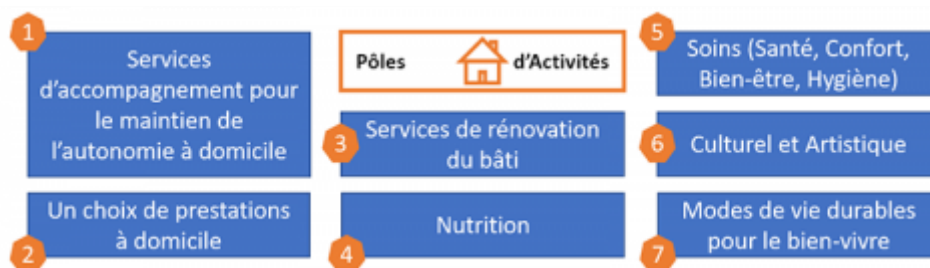 1
Services
d'accompagnement pour
le maintien de
l'autonomie à domicile
Un choix de prestations
à domicile
2
Pôles d'Activités
3
Services de rénovation
du bâti
4
Nutrition
5
Soins (Santé, Confort,
Bien-être, Hygiène)
6
Culturel et Artistique
Modes de vie durables
pour le bien-vivre
7